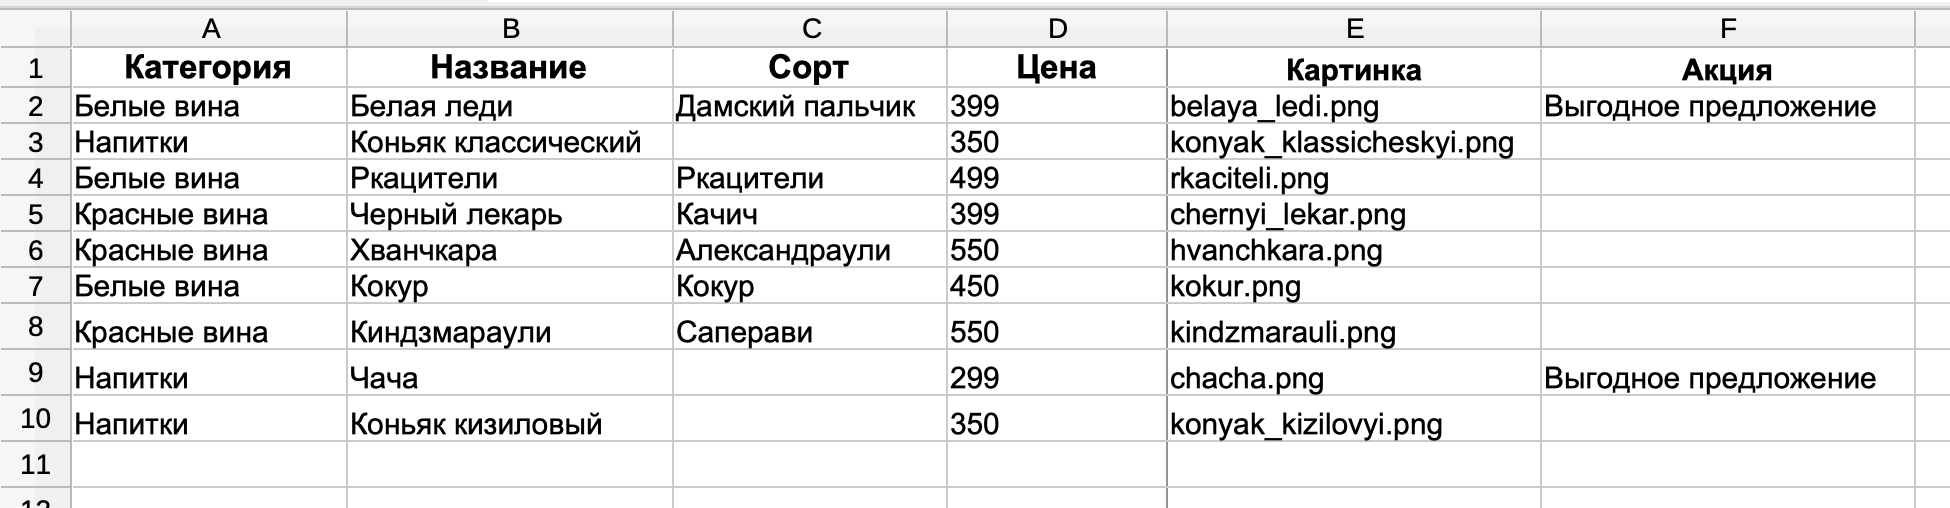 A B C D E F
1 Категория Название Сорт Цена Картинка Акция
2 Белые вина Белая леди Дамский пальчик 399 belaya_ledi.png Выгодное предложение
3 Напитки Коньяк классический 350 konyak_klassicheskyi.png
4 Белые вина Ркацители Ркацители 499 rkaciteli.png
5 Красные вина Черный лекарь Качич 399 chernyi_lekar.png
6 Красные вина Хванчкара Александраули 550 hvanchkara.png
7 Белые вина Кокур Кокур 450 kokur.png
8 Красные вина Киндзмараули Саперави 550 kindzmarauli.png
9 Напитки Чача 299 chacha.png Выгодное предложение
10 Напитки Коньяк кизиловый 350 konyak_kizilovyi.png
11